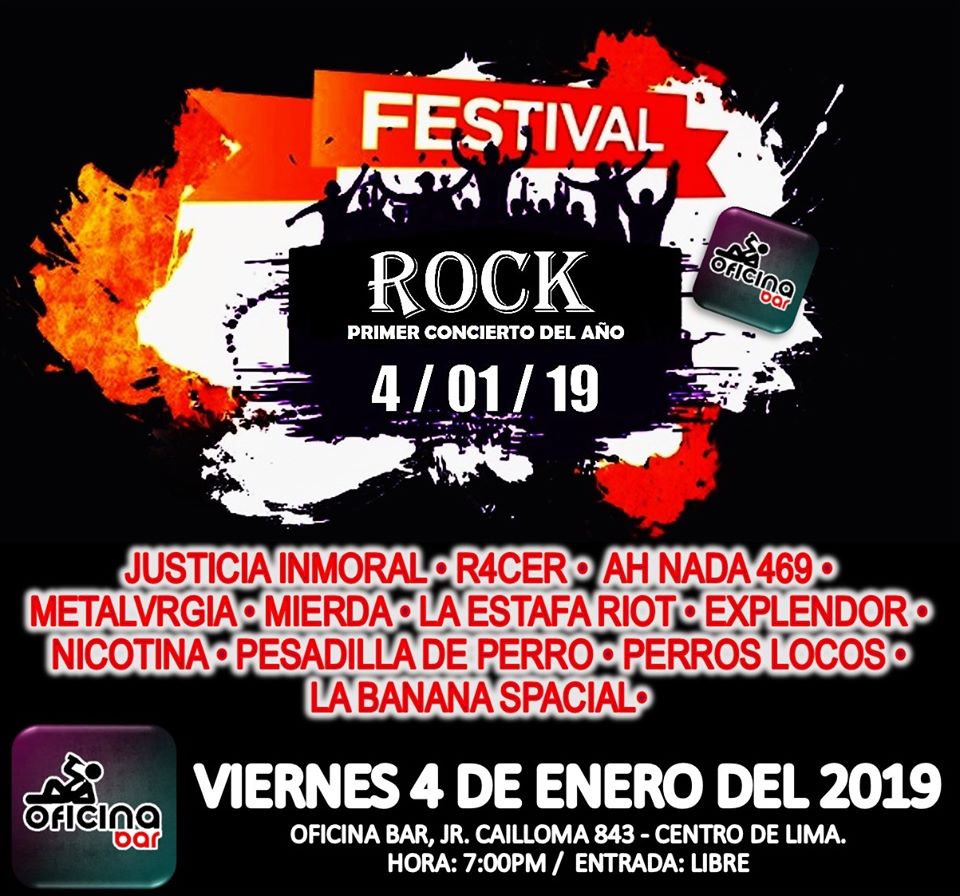 FESTIVAL
OFICINA
bar
ROCK
PRIMER CONCIERTO DEL AÑO
4 / 01 / 19
JUSTICIA INMORAL • R4CER • AH NADA 469 •
METALVRGIA • MIERDA • LA ESTAFA RIOT • EXPLENDOR •
NICOTINA • PESADILLA DE PERRO • PERROS LOCOS •
LA BANANA SPACIAL•
OFICINA
bar
VIERNES 4 DE ENERO DEL 2019
OFICINA BAR, JR. CAILLOMA 843 - CENTRO DE LIMA.
HORA: 7:00PM / ENTRADA: LIBRE